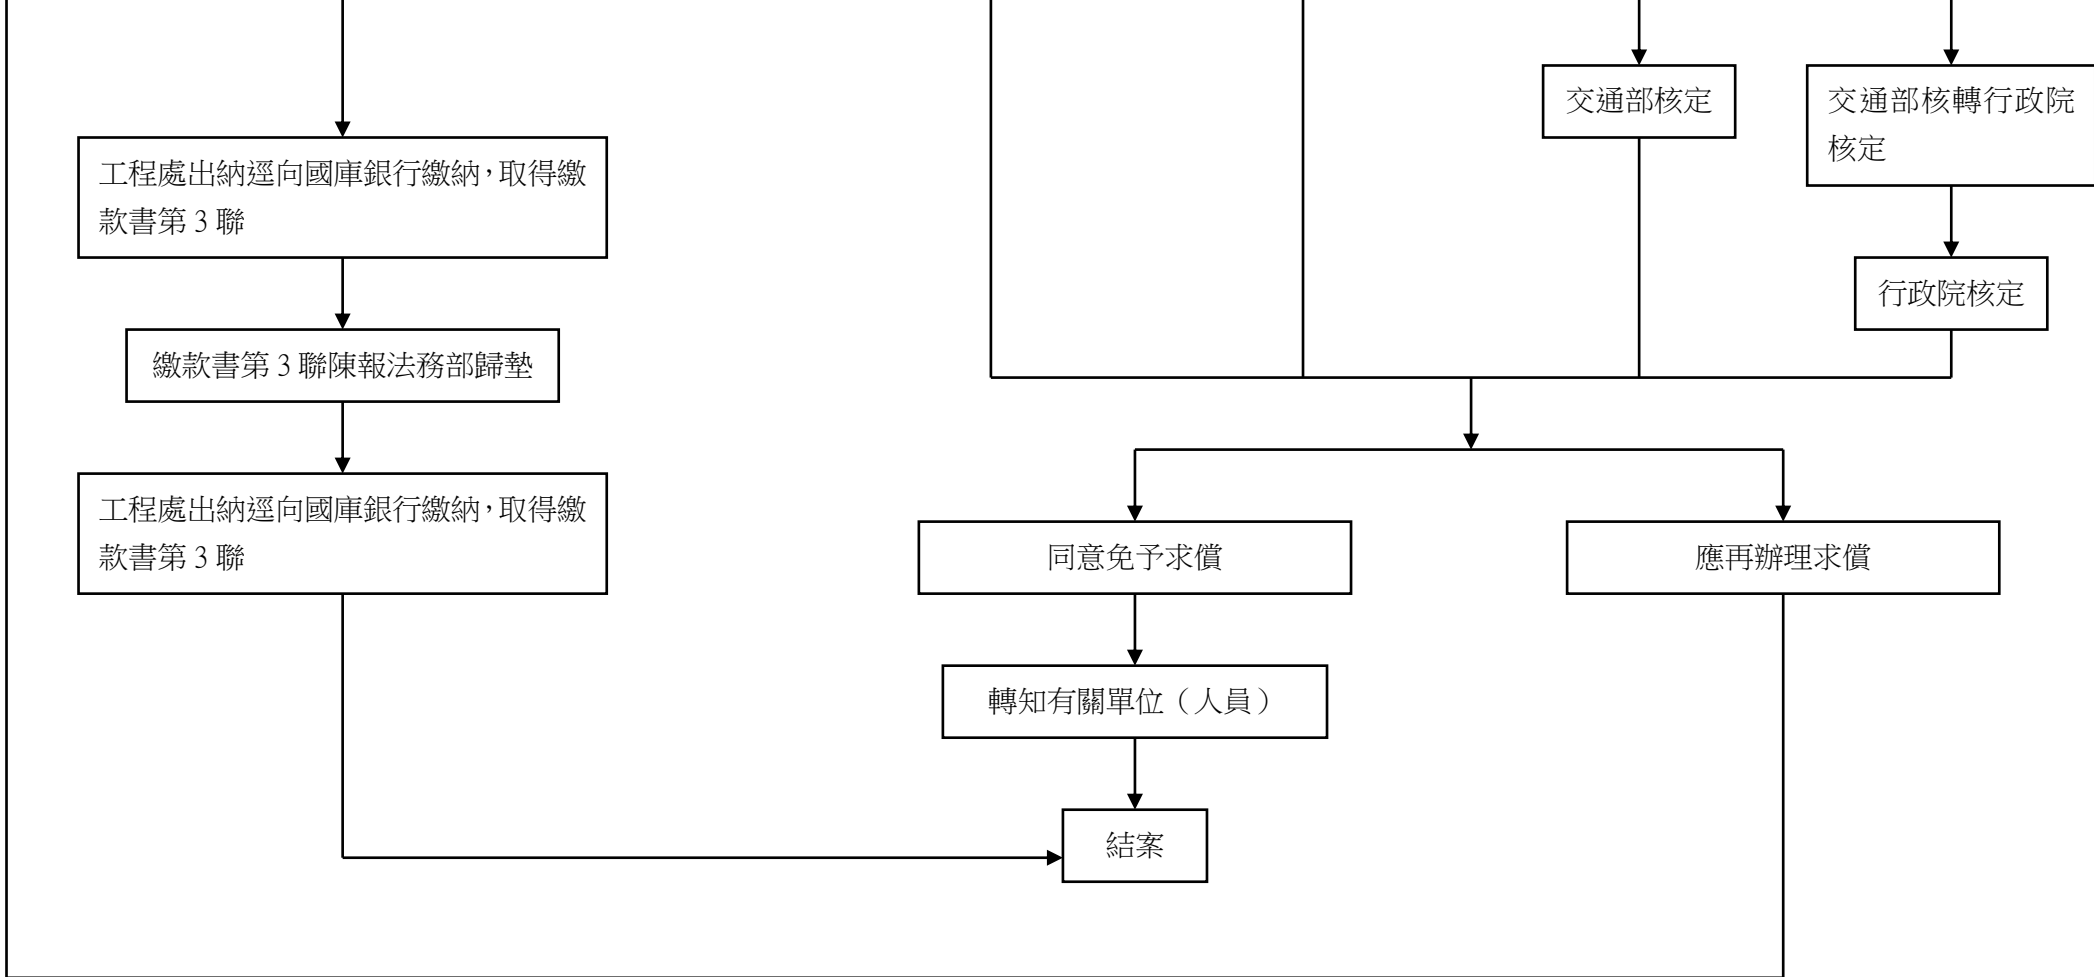 交通部核定
交通部核轉行政院
核定
工程處出納逕向國庫銀行繳納，取得繳
款書第 3 聯
行政院核定
繳款書第 3 聯陳報法務部歸墊
工程處出納逕向國庫銀行繳納，取得繳
款書第 3 聯
同意免予求償
應再辦理求償
轉知有關單位（人員）
結案